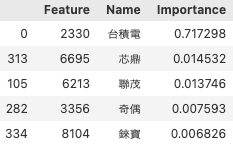 Feature Name Importance
0 2330 台積電 0.717298
313 6695 芯鼎 0.014532
105 6213 聯茂 0.013746
282 3356 奇偶 0.007593
334 8104 錸寶 0.006826